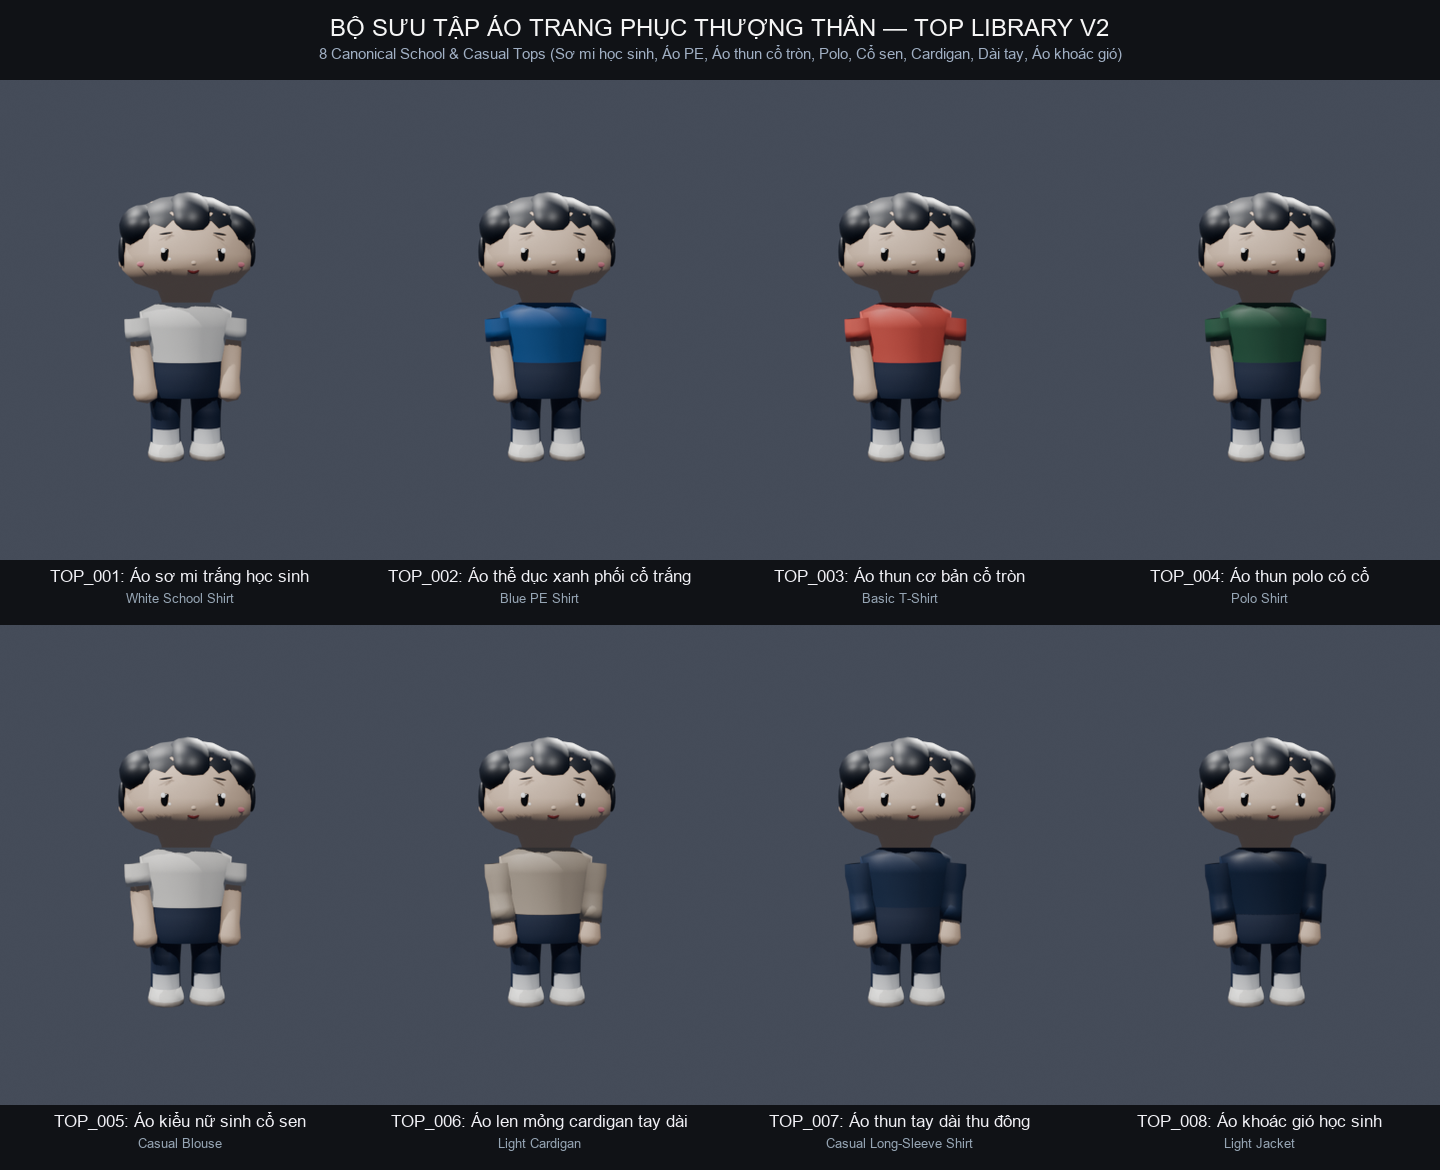 BỘ SƯU TẬP ÁO TRANG PHỤC THƯỢNG THÂN — TOP LIBRARY V2
8 Canonical School & Casual Tops (Sơ mi học sinh, Áo PE, Áo thun cổ tròn, Polo, Cổ sen, Cardigan, Dài tay, Áo khoác gió)
TOP_001: Áo sơ mi trắng học sinh
White School Shirt
TOP_002: Áo thể dục xanh phối cổ trắng
Blue PE Shirt
TOP_003: Áo thun cơ bản cổ tròn
Basic T-Shirt
TOP_004: Áo thun polo có cổ
Polo Shirt
TOP_005: Áo kiểu nữ sinh cổ sen
Casual Blouse
TOP_006: Áo len mỏng cardigan tay dài
Light Cardigan
TOP_007: Áo thun tay dài thu đông
Casual Long-Sleeve Shirt
TOP_008: Áo khoác gió học sinh
Light Jacket